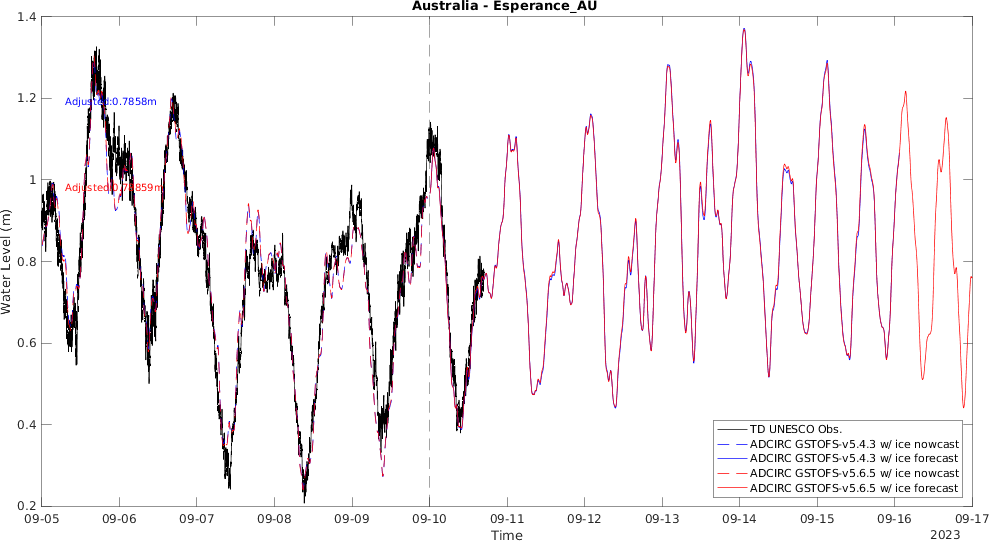 Australia - Esperance_AU
1.4
1.2
1
0.8
0.6
0.4
0.2
Water Level (m)
Adjusted:0.7858m
09-05
09-06
09-07
09-08
09-09
09-10
09-11
09-12
09-13
09-14
09-15
09-16
09-17
Time
2023
TD UNESCO Obs.
ADCIRC GSTOFS-v5.4.3 w/ ice nowcast
ADCIRC GSTOFS-v5.4.3 w/ ice forecast
ADCIRC GSTOFS-v5.6.5 w/ ice nowcast
ADCIRC GSTOFS-v5.6.5 w/ ice forecast